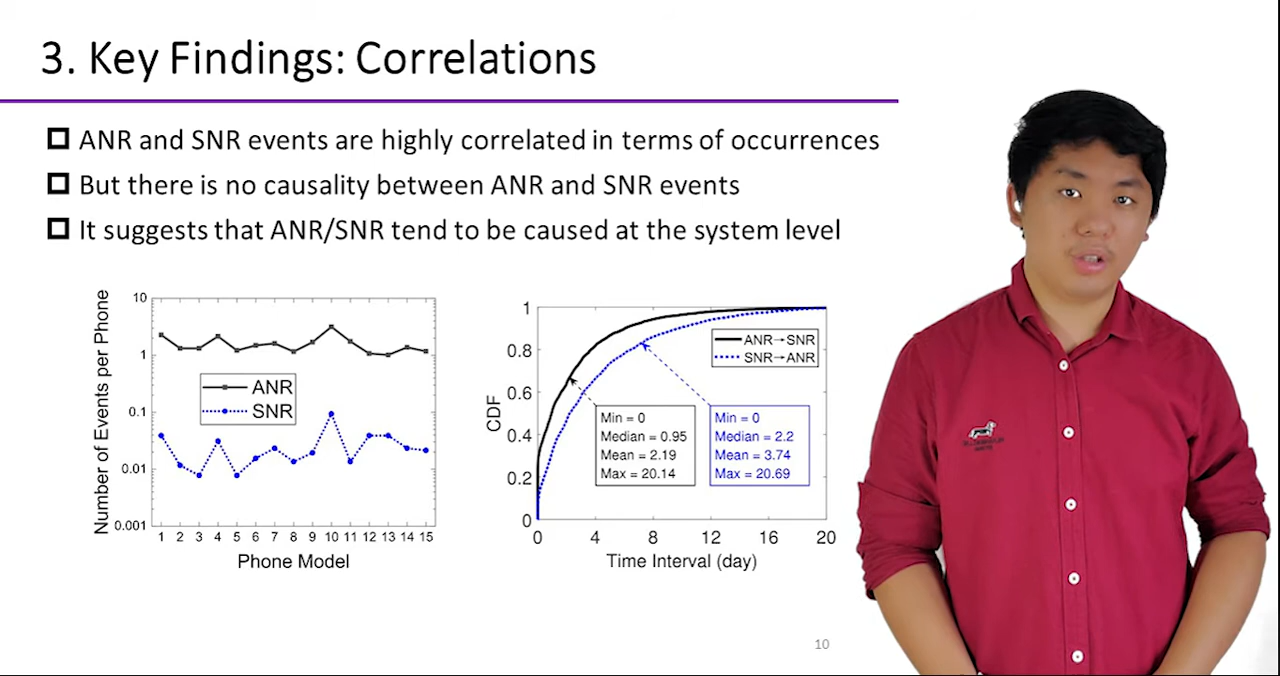 3. Key Findings: Correlations
ANR and SNR events are highly correlated in terms of occurrences
But there is no causality between ANR and SNR events
It suggests that ANR/SNR tend to be caused at the system level
Number of Events per Phone
10
1
0.1
0.01
0.001
ANR
SNR
1 2 3 4 5 6 7 8 9 10 11 12 13 14 15
Phone Model
CDF
1
0.8
0.6
0.4
0.2
0
ANR→SNR
SNR→ANR
Min = 0
Median = 0.95
Mean = 2.19
Max = 20.14
Min = 0
Median = 2.2
Mean = 3.74
Max = 20.69
0 4 8 12 16 20
Time Interval (day)
10